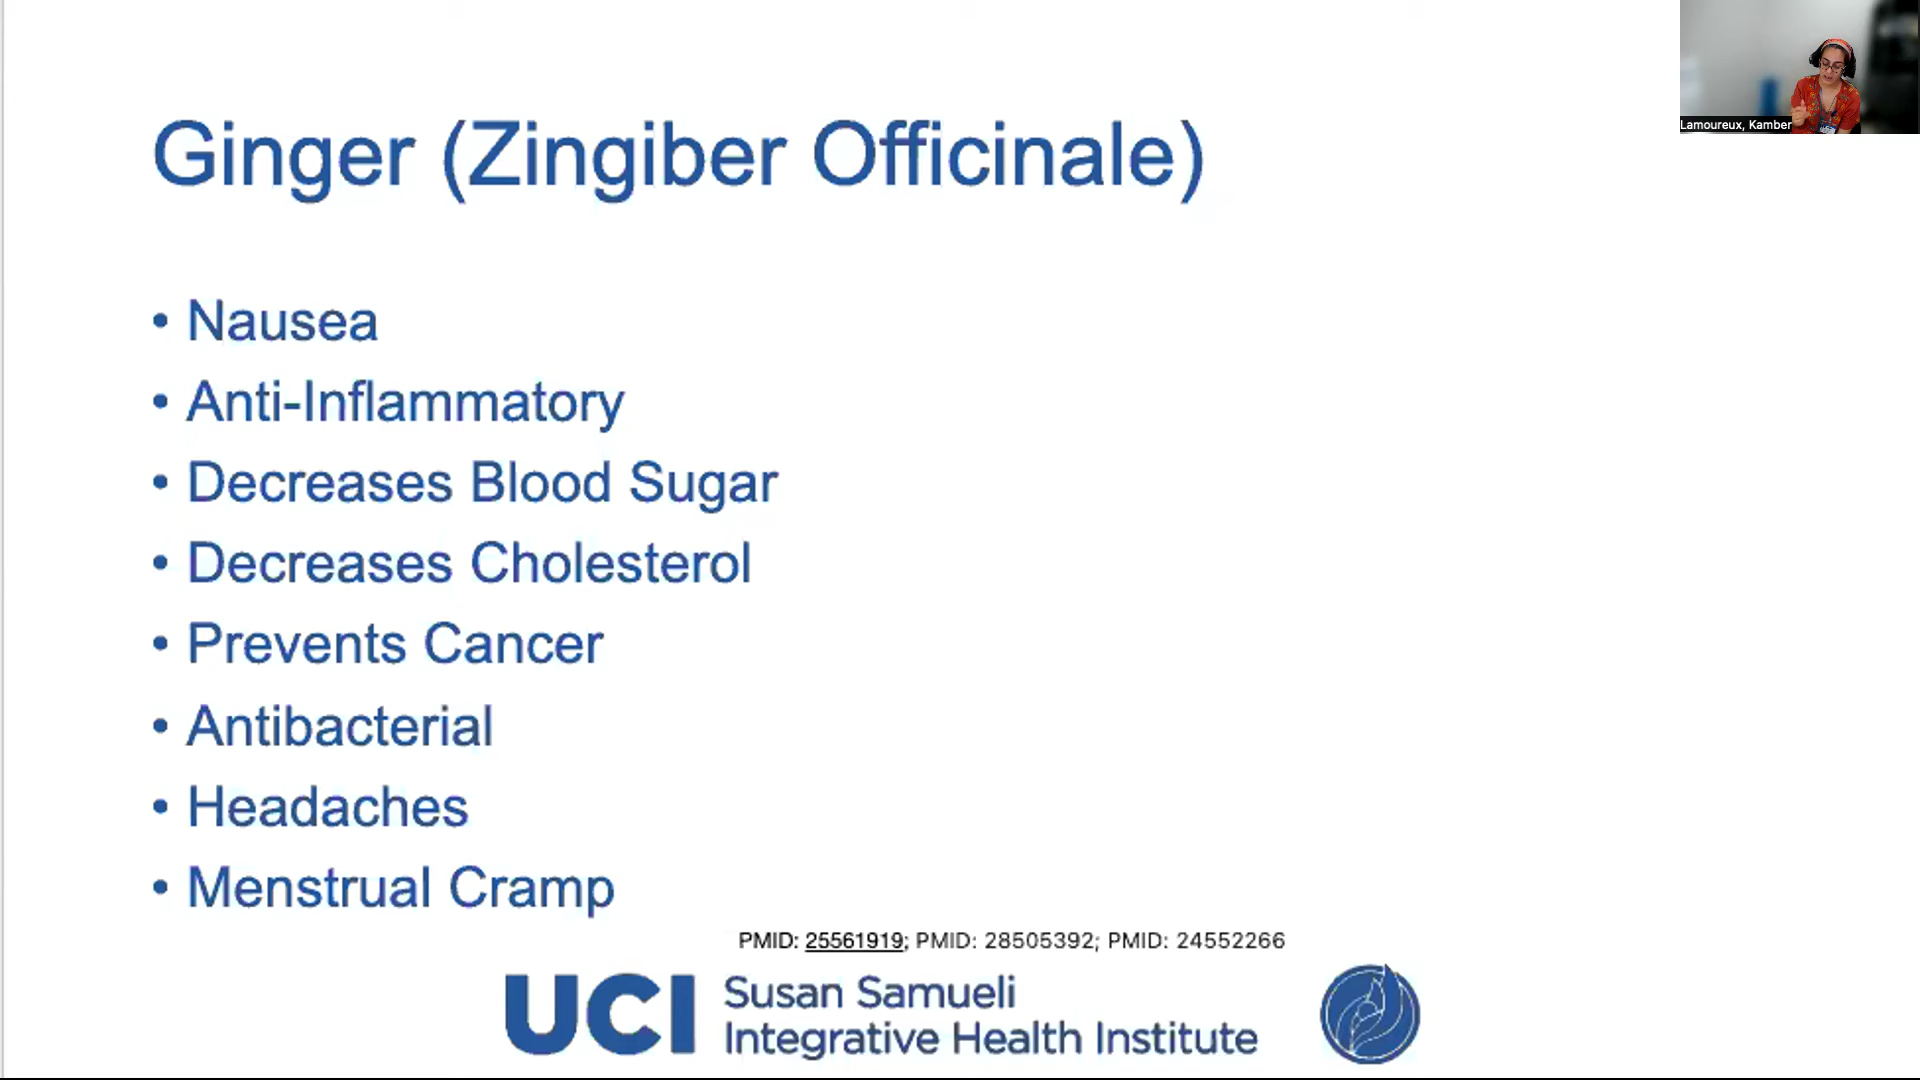 Ginger (Zingiber Officinale)
Lamoureux, Kamber
• Nausea
• Anti-Inflammatory
• Decreases Blood Sugar
• Decreases Cholesterol
• Prevents Cancer
• Antibacterial
• Headaches
• Menstrual Cramp
PMID: 25561919; PMID: 28505392; PMID: 24552266
UCI Susan Samueli
Integrative Health Institute